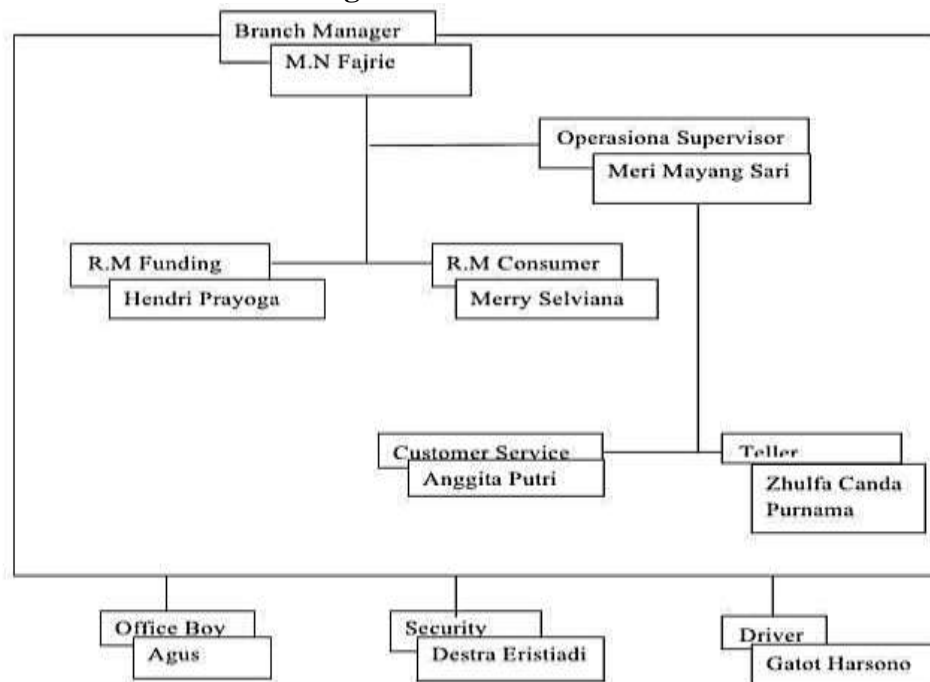 Branch Manager
M.N Fajrie
Operasiona Supervisor
Meri Mayang Sari
R.M Funding
Hendri Prayoga
R.M Consumer
Merry Selviana
Customer Service
Anggita Putri
Teller
Zhulfa Canda
Purnama
Office Boy
Agus
Security
Destra Eristiadi
Driver
Gatot Harsono